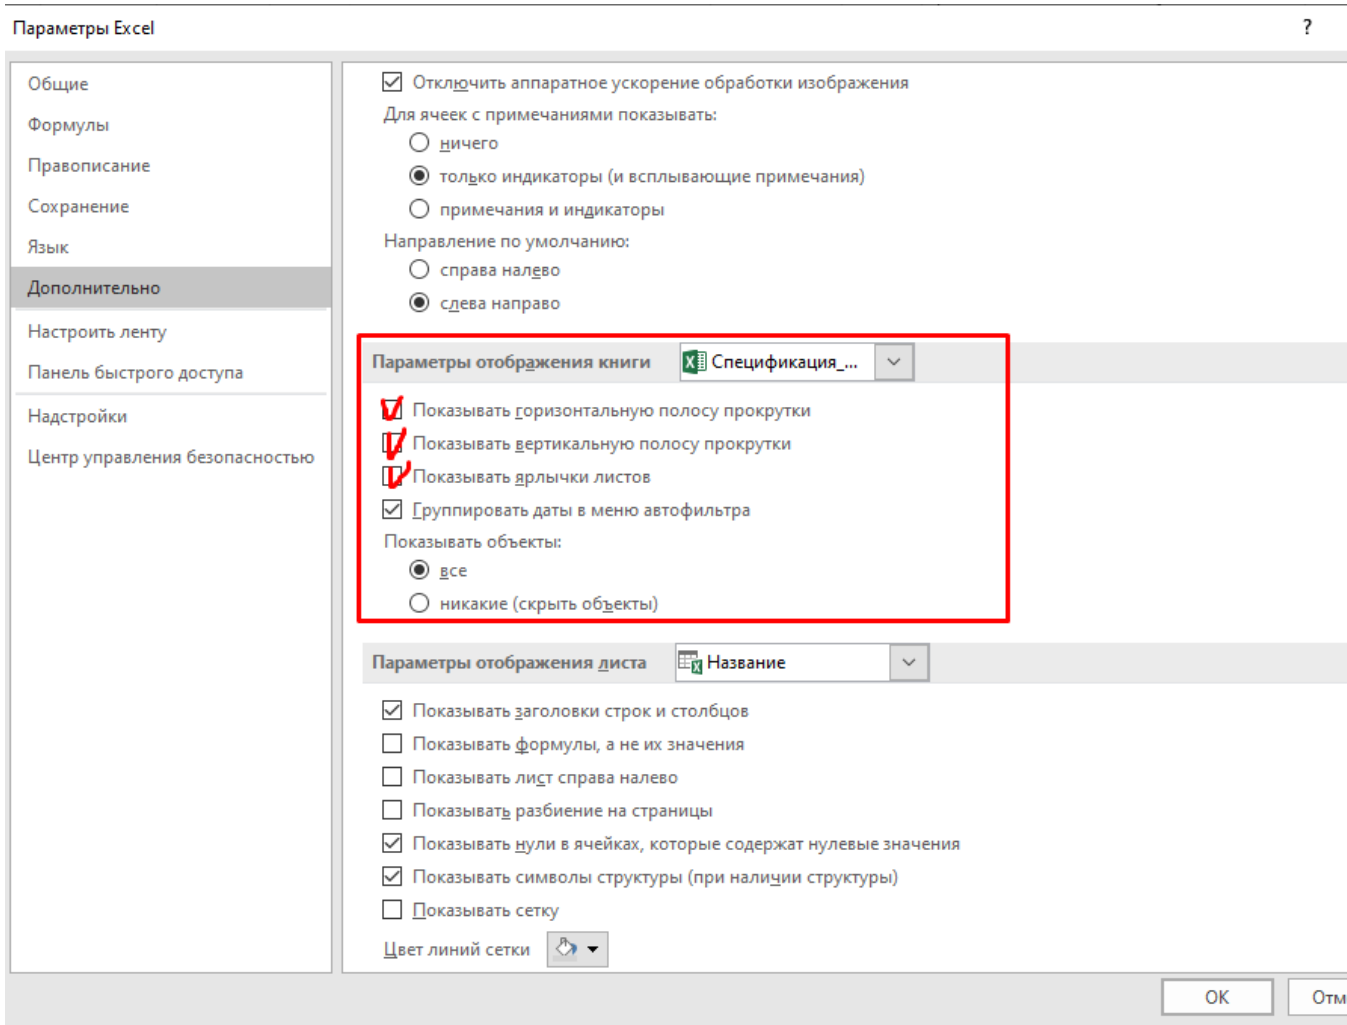 Параметры Excel ?
Общие
Формулы
Правописание
Сохранение
Язык
Дополнительно
Настроить ленту
Панель быстрого доступа
Надстройки
Центр управления безопасностью
Отключить аппаратное ускорение обработки изображения
Для ячеек с примечаниями показывать:
ничего
только индикаторы (и всплывающие примечания)
примечания и индикаторы
Направление по умолчанию:
справа налево
слева направо
Параметры отображения книги Спецификация_...
Показывать горизонтальную полосу прокрутки
Показывать вертикальную полосу прокрутки
Показывать ярлычки листов
Группировать даты в меню автофильтра
Показывать объекты:
все
никакие (скрыть объекты)
Параметры отображения листа Название
Показывать заголовки строк и столбцов
Показывать формулы, а не их значения
Показывать лист справа налево
Показывать разбиение на страницы
Показывать нули в ячейках, которые содержат нулевые значения
Показывать символы структуры (при наличии структуры)
Показывать сетку
Цвет линий сетки
ОК Отм